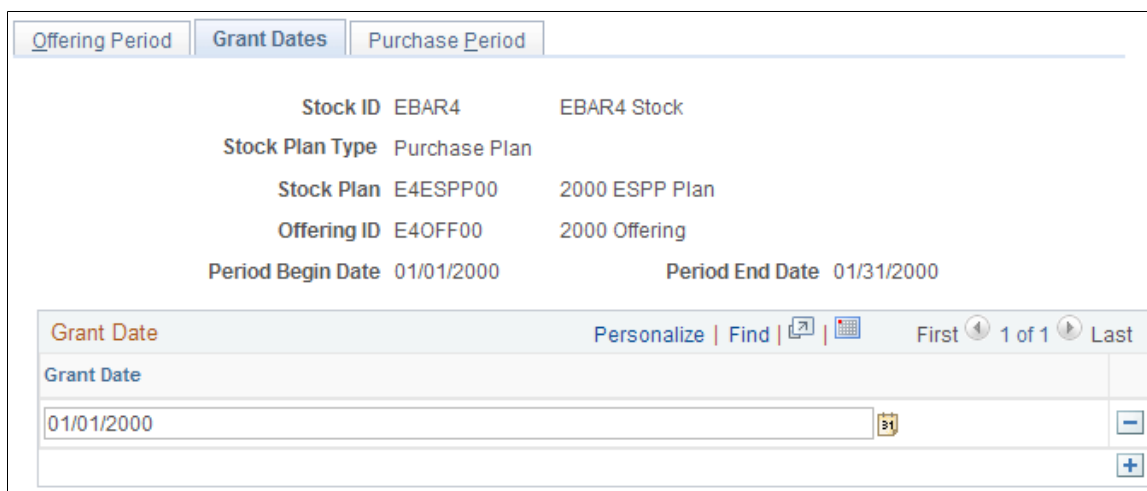 Offering Period Grant Dates Purchase Period
Stock ID EBAR4 EBAR4 Stock
Stock Plan Type Purchase Plan
Stock Plan E4ESPP00 2000 ESPP Plan
Offering ID E4OFF00 2000 Offering
Period Begin Date 01/01/2000 Period End Date 01/31/2000
Grant Date Personalize | Find | | First 1 of 1 Last
Grant Date
01/01/2000 31